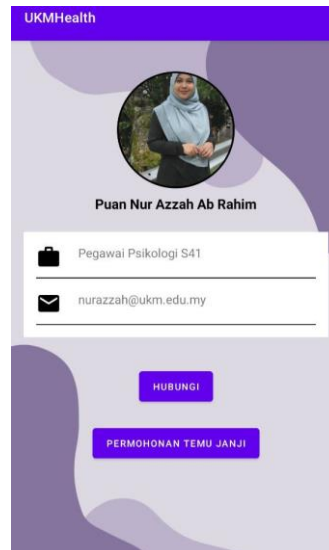 UKMHealth
Puan Nur Azzah Ab Rahim
Pegawai Psikologi S41
nurazzah@ukm.edu.my
HUBUNGI
PERMOHONAN TEMU JANJI